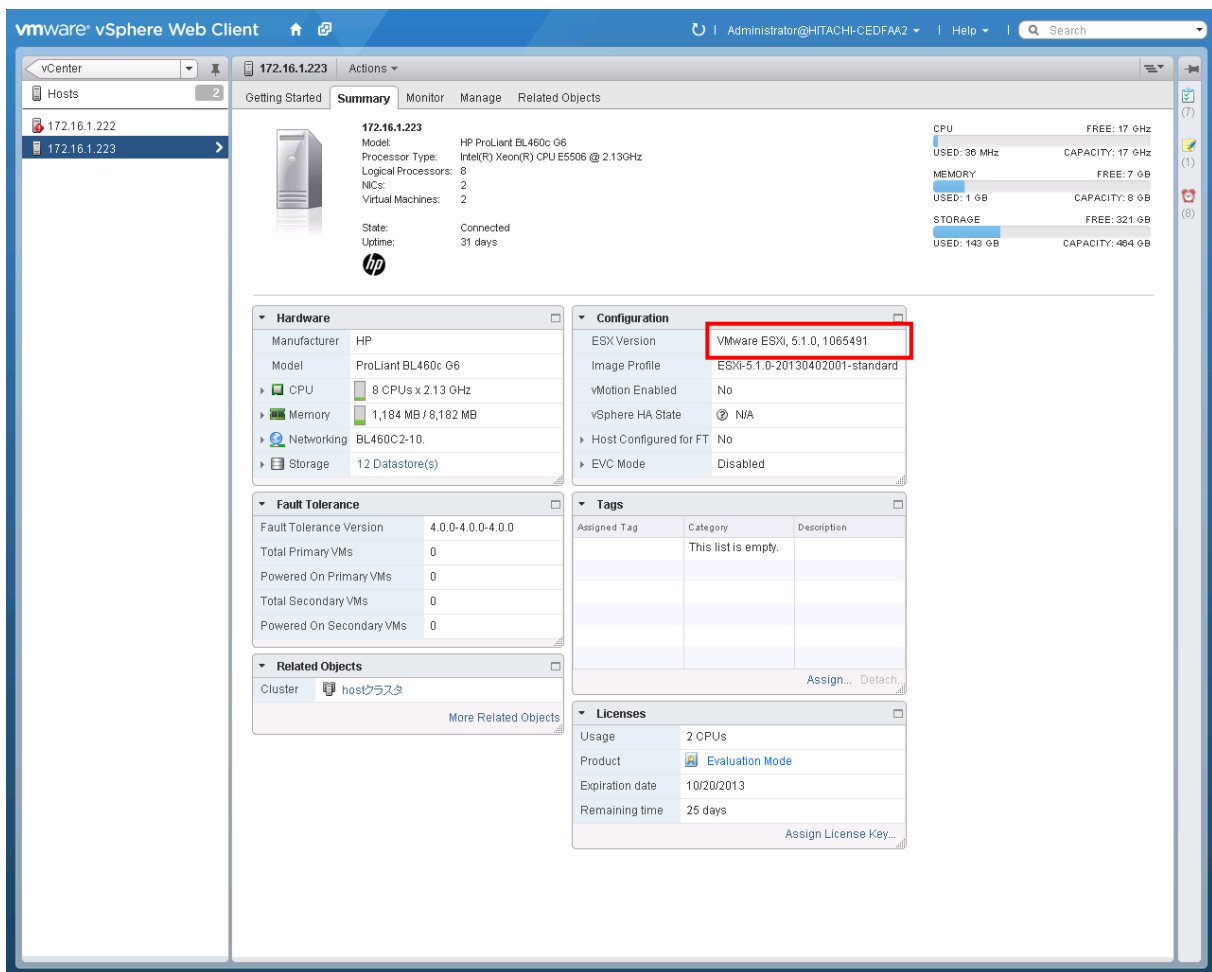 vmware® vSphere Web Client
Administrator@HITACHI-CEDFAA2
Help
Search
vCenter
Hosts 2
172.16.1.222
172.16.1.223
172.16.1.223 Actions
Getting Started Summary Monitor Manage Related Objects
172.16.1.223
Model: HP ProLiant BL460c G6
Processor Type: Intel(R) Xeon(R) CPU E5506 @ 2.13GHz
Logical Processors: 8
NICs: 2
Virtual Machines: 2
State: Connected
Uptime: 31 days
hp
CPU FREE: 17 GHz
USED: 36 MHz CAPACITY: 17 GHz
MEMORY FREE: 7 GB
USED: 1 GB CAPACITY: 8 GB
STORAGE FREE: 321 GB
USED: 143 GB CAPACITY: 464 GB
(7)
(1)
(8)
Hardware
Manufacturer HP
Model ProLiant BL460c G6
CPU 8 CPUs x 2.13 GHz
Memory 1,184 MB / 8,182 MB
Networking BL460C2-10.
Storage 12 Datastore(s)
Configuration
ESX Version VMware ESXi, 5.1.0, 1065491
Image Profile ESXi-5.1.0-20130402001-standard
vMotion Enabled No
vSphere HA State N/A
Host Configured for FT No
EVC Mode Disabled
Fault Tolerance
Fault Tolerance Version 4.0.0-4.0.0-4.0.0
Total Primary VMs 0
Powered On Primary VMs 0
Total Secondary VMs 0
Powered On Secondary VMs 0
Tags
Assigned Tag Category Description
This list is empty.
Assign... Detach...
Related Objects
Cluster hostクラスタ
More Related Objects
Licenses
Usage 2 CPUs
Product Evaluation Mode
Expiration date 10/20/2013
Remaining time 25 days
Assign License Key...